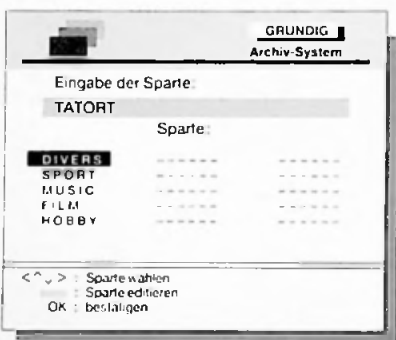 GRUNDIG
Archiv-System
Eingabe der Sparte:
TATORT
Sparte:
DIVERS ------ ------
SPORT ------ ------
MUSIC ------ ------
FILM ------ ------
HOBBY ------ ------
<^⌄> : Sparte wählen
: Sparte editieren
OK : bestätigen